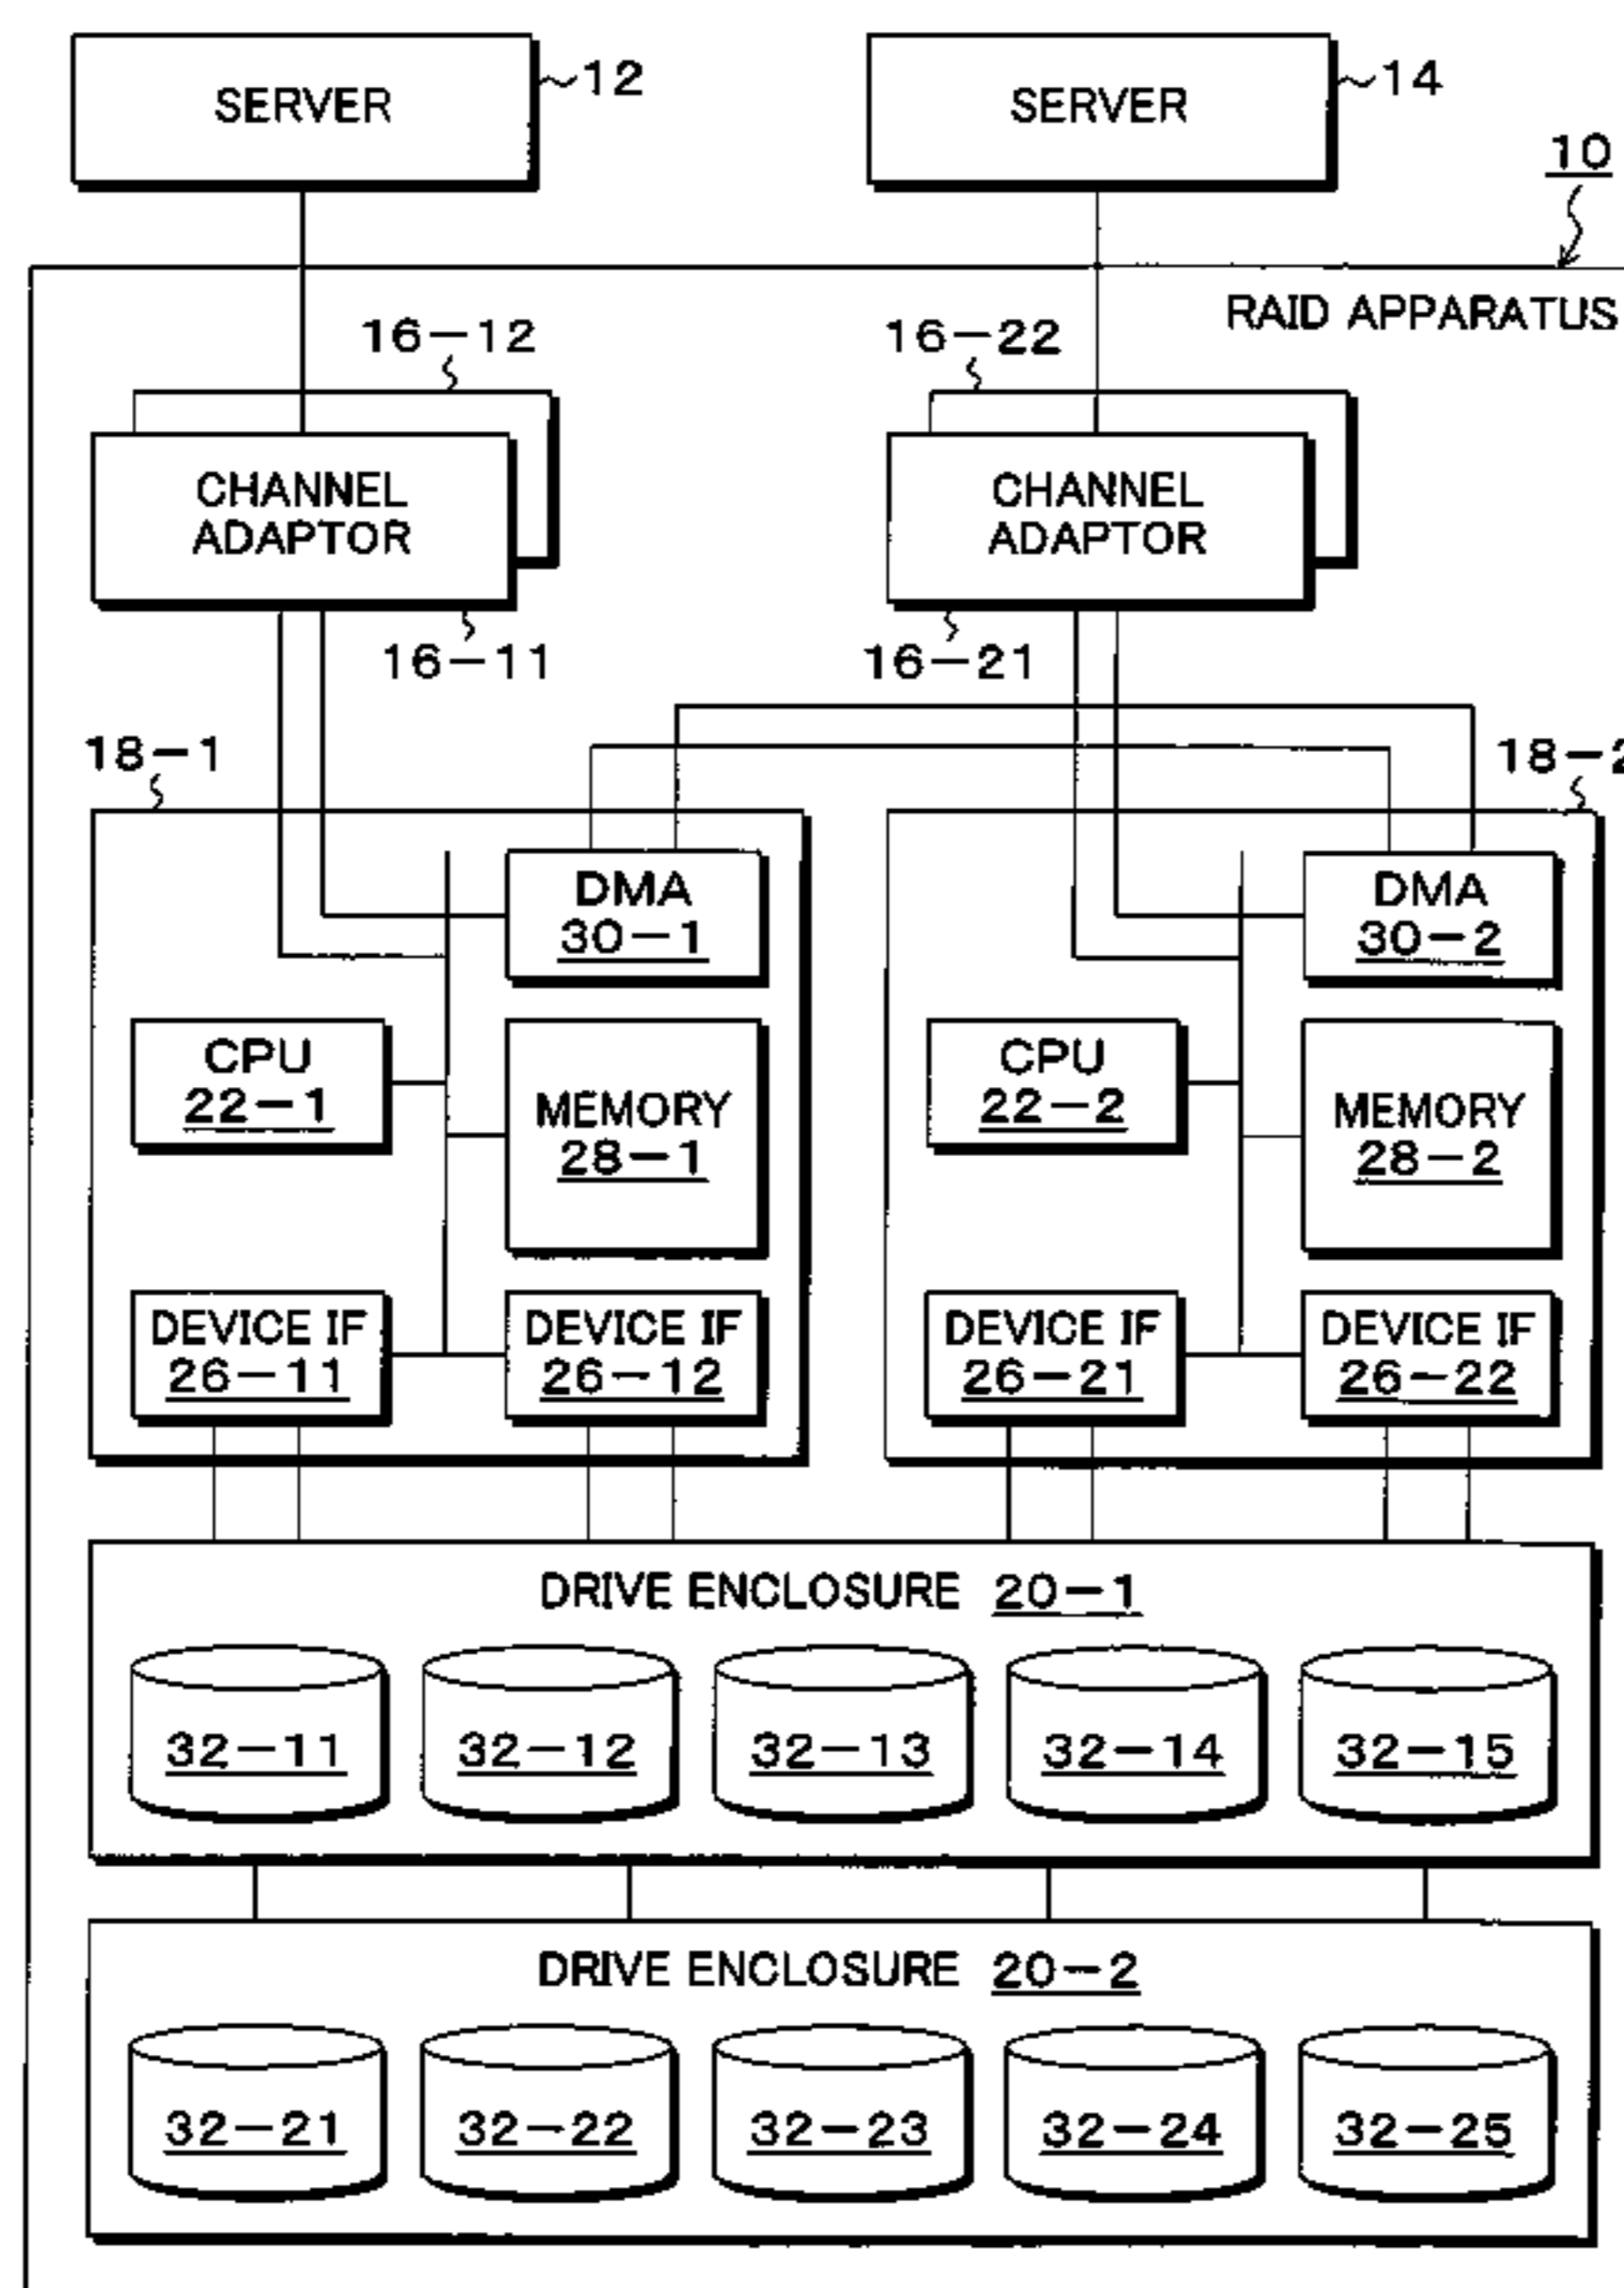 SERVER
12
SERVER
14
10
RAID APPARATUS
16-12
16-22
CHANNEL
ADAPTOR
CHANNEL
ADAPTOR
16-11
16-21
18-1
18-2
DMA
30-1
DMA
30-2
CPU
22-1
MEMORY
28-1
CPU
22-2
MEMORY
28-2
DEVICE IF
26-11
DEVICE IF
26-12
DEVICE IF
26-21
DEVICE IF
26-22
DRIVE ENCLOSURE 20-1
32-11
32-12
32-13
32-14
32-15
DRIVE ENCLOSURE 20-2
32-21
32-22
32-23
32-24
32-25